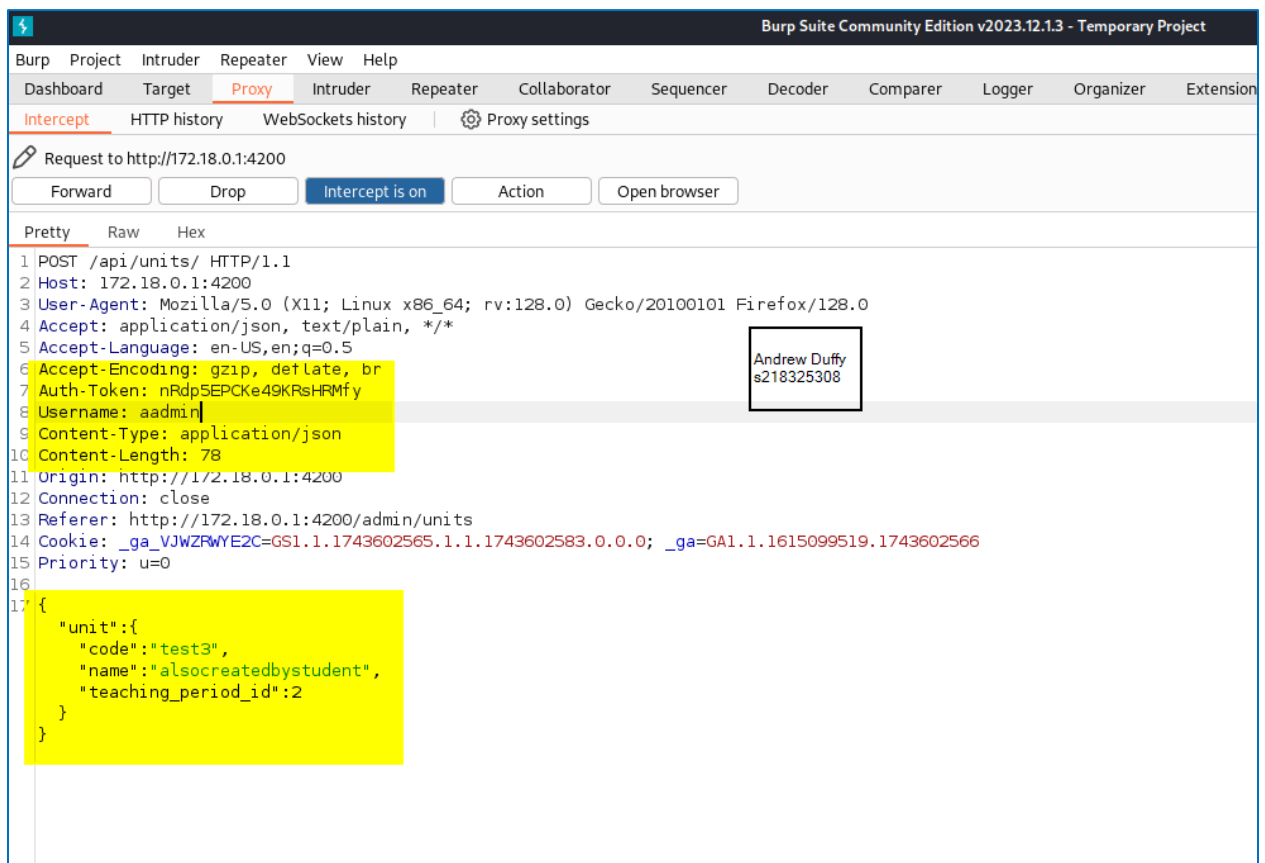 Burp Suite Community Edition v2023.12.1.3 - Temporary Project
Burp Project Intruder Repeater View Help
Dashboard Target Proxy Intruder Repeater Collaborator Sequencer Decoder Comparer Logger Organizer Extension
Intercept HTTP history WebSockets history Proxy settings
Request to http://172.18.0.1:4200
Forward Drop Intercept is on Action Open browser
Pretty Raw Hex
1 POST /api/units/ HTTP/1.1
2 Host: 172.18.0.1:4200
3 User-Agent: Mozilla/5.0 (X11; Linux x86_64; rv:128.0) Gecko/20100101 Firefox/128.0
4 Accept: application/json, text/plain, */*
5 Accept-Language: en-US,en;q=0.5
6 Accept-Encoding: gzip, deflate, br
7 Auth-Token: nRdp5EPCKe49KRsHRMfy
8 Username: aadmin
9 Content-Type: application/json
10 Content-Length: 78
11 Origin: http://172.18.0.1:4200
12 Connection: close
13 Referer: http://172.18.0.1:4200/admin/units
14 Cookie: _ga_VJWZRWYE2C=GS1.1.1743602565.1.1.1743602583.0.0.0; _ga=GA1.1.1615099519.1743602566
15 Priority: u=0
16
17 {
"unit":{
"code":"test3",
"name":"alsocreatedbystudent",
"teaching_period_id":2
}
}
Andrew Duffy
s218325308